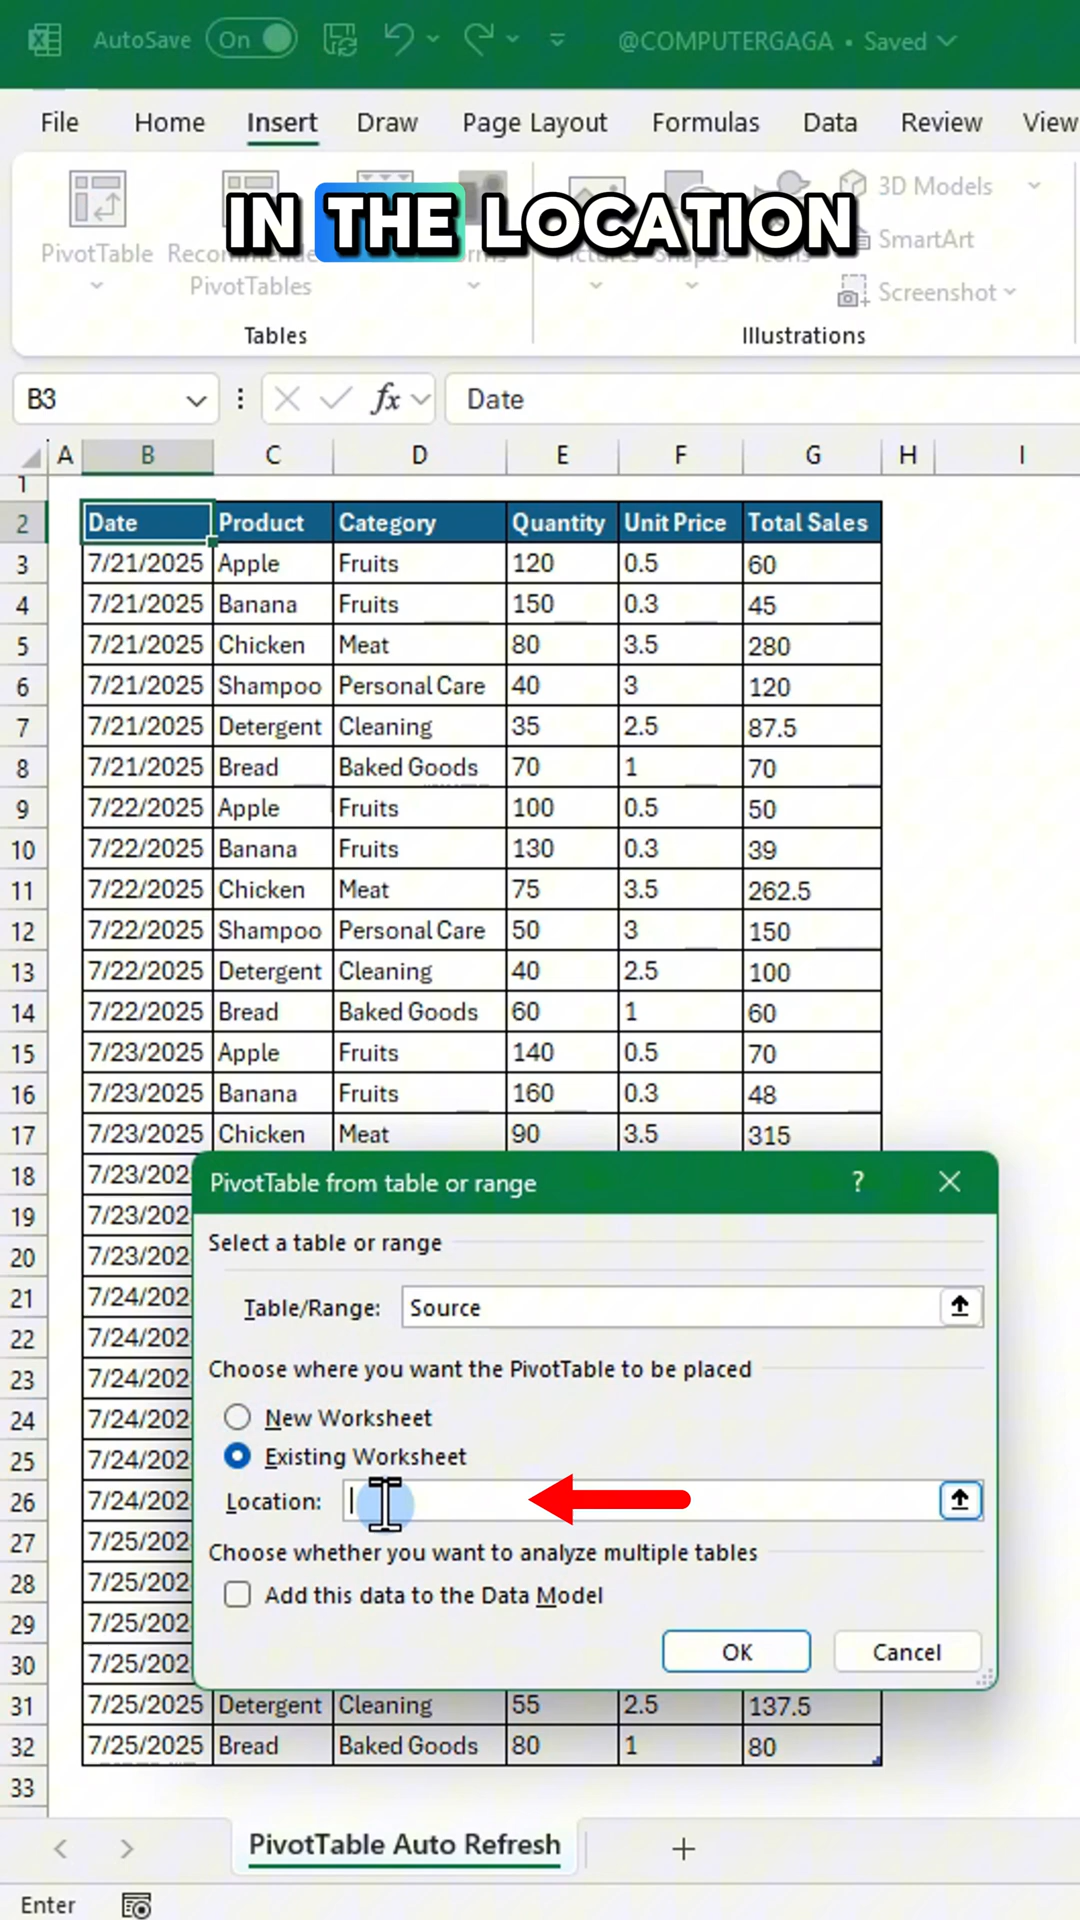 AutoSave On @COMPUTERGAGA • Saved
File Home Insert Draw Page Layout Formulas Data Review View
IN THE LOCATION
3D Models
SmartArt
Screenshot
PivotTable
PivotTables
Tables
Illustrations
B3 fx Date
A B C D E F G H I
1
2 Date Product Category Quantity Unit Price Total Sales
3 7/21/2025 Apple Fruits 120 0.5 60
4 7/21/2025 Banana Fruits 150 0.3 45
5 7/21/2025 Chicken Meat 80 3.5 280
6 7/21/2025 Shampoo Personal Care 40 3 120
7 7/21/2025 Detergent Cleaning 35 2.5 87.5
8 7/21/2025 Bread Baked Goods 70 1 70
9 7/22/2025 Apple Fruits 100 0.5 50
10 7/22/2025 Banana Fruits 130 0.3 39
11 7/22/2025 Chicken Meat 75 3.5 262.5
12 7/22/2025 Shampoo Personal Care 50 3 150
13 7/22/2025 Detergent Cleaning 40 2.5 100
14 7/22/2025 Bread Baked Goods 60 1 60
15 7/23/2025 Apple Fruits 140 0.5 70
16 7/23/2025 Banana Fruits 160 0.3 48
17 7/23/2025 Chicken Meat 90 3.5 315
18 7/23/202
19 7/23/202
20 7/23/202
21 7/24/202
22 7/24/202
23 7/24/202
24 7/24/202
25 7/24/202
26 7/24/202
27 7/25/202
28 7/25/202
29 7/25/202
30 7/25/202
31 7/25/2025 Detergent Cleaning 55 2.5 137.5
32 7/25/2025 Bread Baked Goods 80 1 80
33
PivotTable from table or range ?
Select a table or range
Table/Range: Source
Choose where you want the PivotTable to be placed
New Worksheet
Existing Worksheet
Location:
Choose whether you want to analyze multiple tables
Add this data to the Data Model
OK Cancel
PivotTable Auto Refresh
Enter